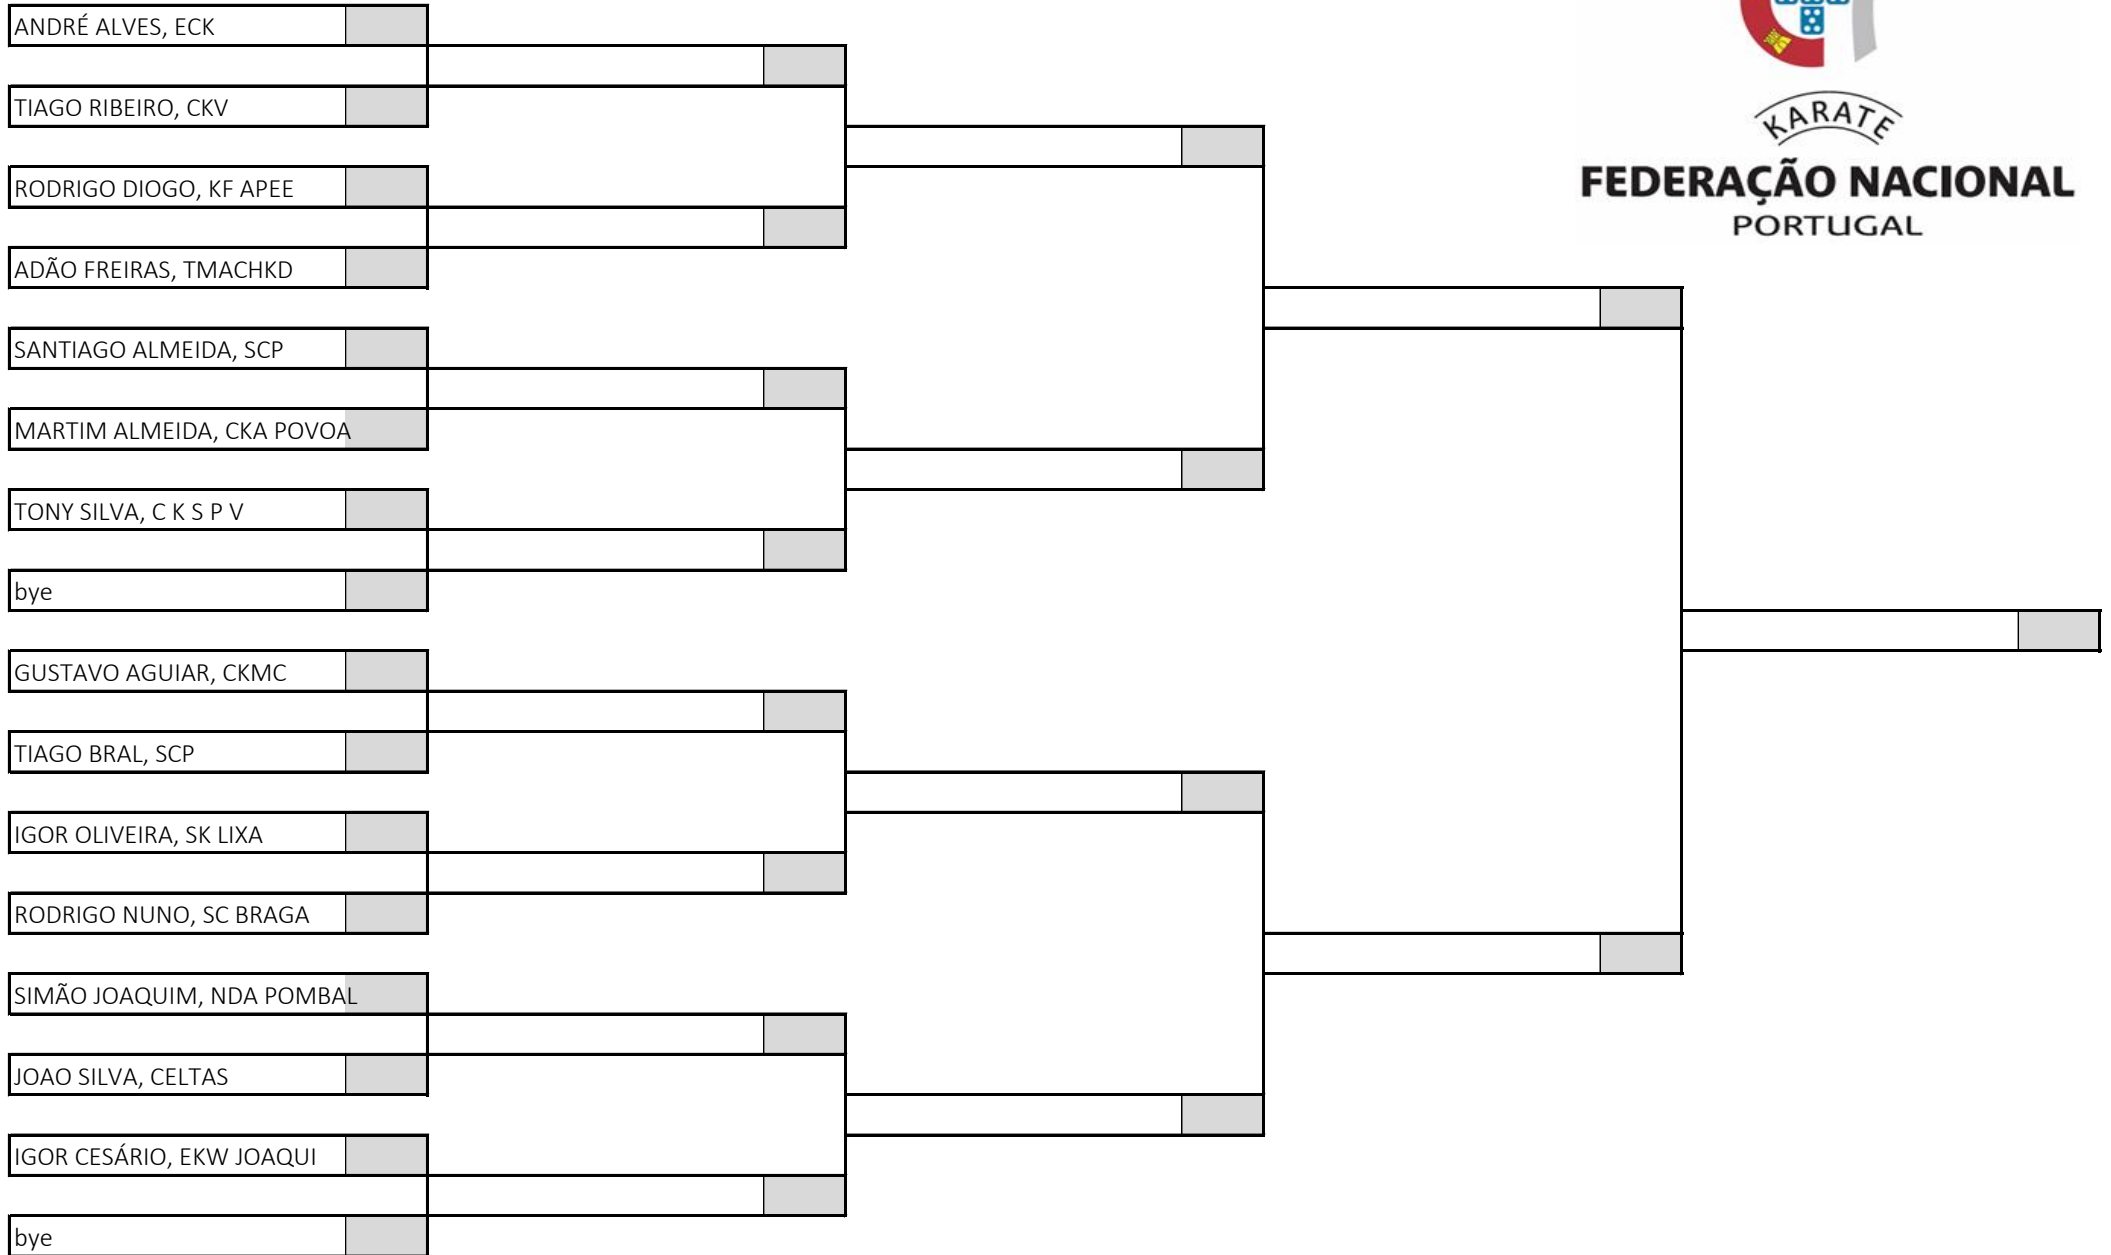 ANDRÉ ALVES, ECK
TIAGO RIBEIRO, CKV
KARATE
FEDERAÇÃO NACIONAL
PORTUGAL
RODRIGO DIOGO, KF APEE
ADÃO FREIRAS, TMACHKD
SANTIAGO ALMEIDA, SCP
MARTIM ALMEIDA, CKA POVOA
TONY SILVA, C K S P V
bye
GUSTAVO AGUIAR, CKMC
TIAGO BRAL, SCP
IGOR OLIVEIRA, SK LIXA
RODRIGO NUNO, SC BRAGA
SIMÃO JOAQUIM, NDA POMBAL
JOAO SILVA, CELTAS
IGOR CESÁRIO, EKW JOAQUI
bye